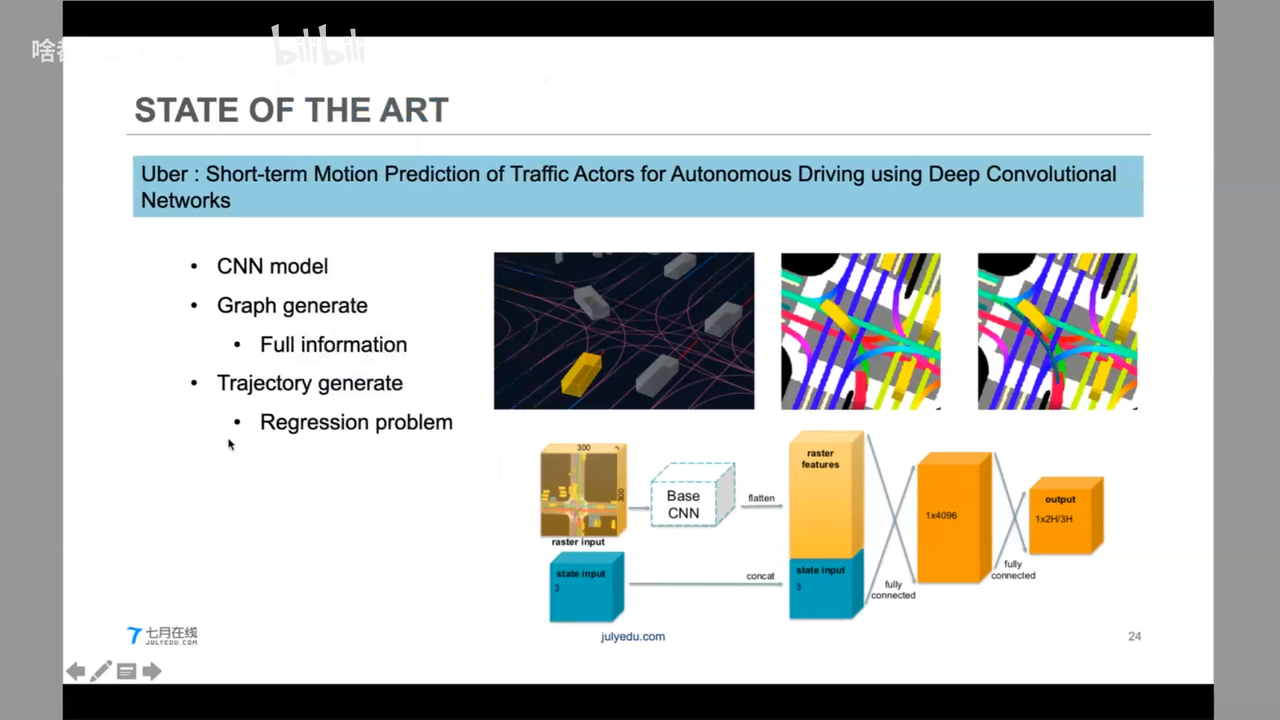 啥都
bilibili
STATE OF THE ART
Uber : Short-term Motion Prediction of Traffic Actors for Autonomous Driving using Deep Convolutional
Networks
• CNN model
• Graph generate
• Full information
• Trajectory generate
• Regression problem
300
3
300
raster input
state input
3
Base
CNN
flatten
concat
raster
features
state input
3
fully
connected
1x4096
fully
connected
output
1x2H/3H
七月在线
JULYEDU.COM
julyedu.com
24